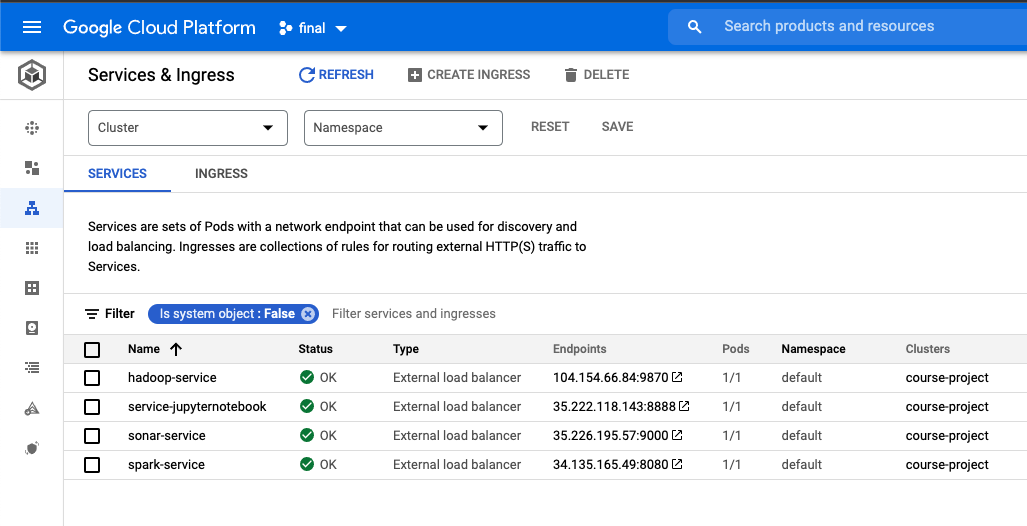 Google Cloud Platform final Search products and resources
Services & Ingress REFRESH CREATE INGRESS DELETE
Cluster Namespace RESET SAVE
SERVICES INGRESS
Services are sets of Pods with a network endpoint that can be used for discovery and
load balancing. Ingresses are collections of rules for routing external HTTP(S) traffic to
Services.
Filter Is system object : False Filter services and ingresses
Name Status Type Endpoints Pods Namespace Clusters
hadoop-service OK External load balancer 104.154.66.84:9870 1/1 default course-project
service-jupyternotebook OK External load balancer 35.222.118.143:8888 1/1 default course-project
sonar-service OK External load balancer 35.226.195.57:9000 1/1 default course-project
spark-service OK External load balancer 34.135.165.49:8080 1/1 default course-project